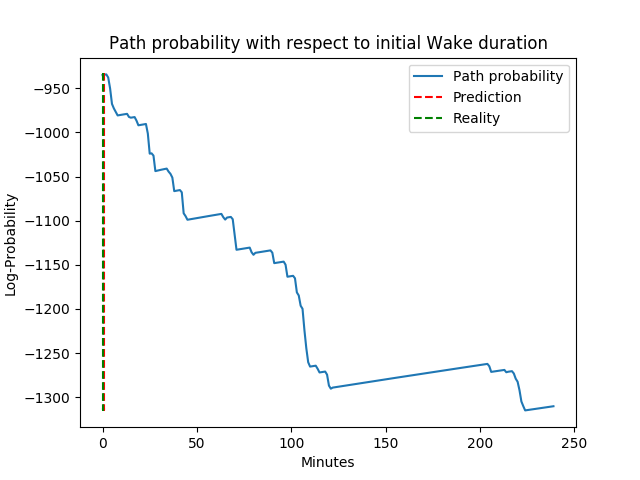 Path probability with respect to initial Wake duration
Log-Probability
−950
−1000
−1050
−1100
−1150
−1200
−1250
−1300
Path probability
Prediction
Reality
0 50 100 150 200 250
Minutes